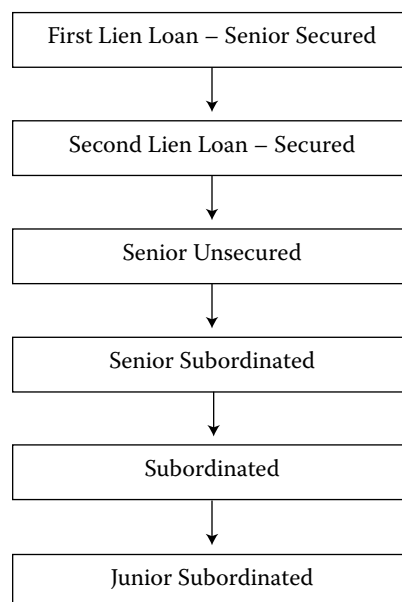 First Lien Loan – Senior Secured
Second Lien Loan – Secured
Senior Unsecured
Senior Subordinated
Subordinated
Junior Subordinated